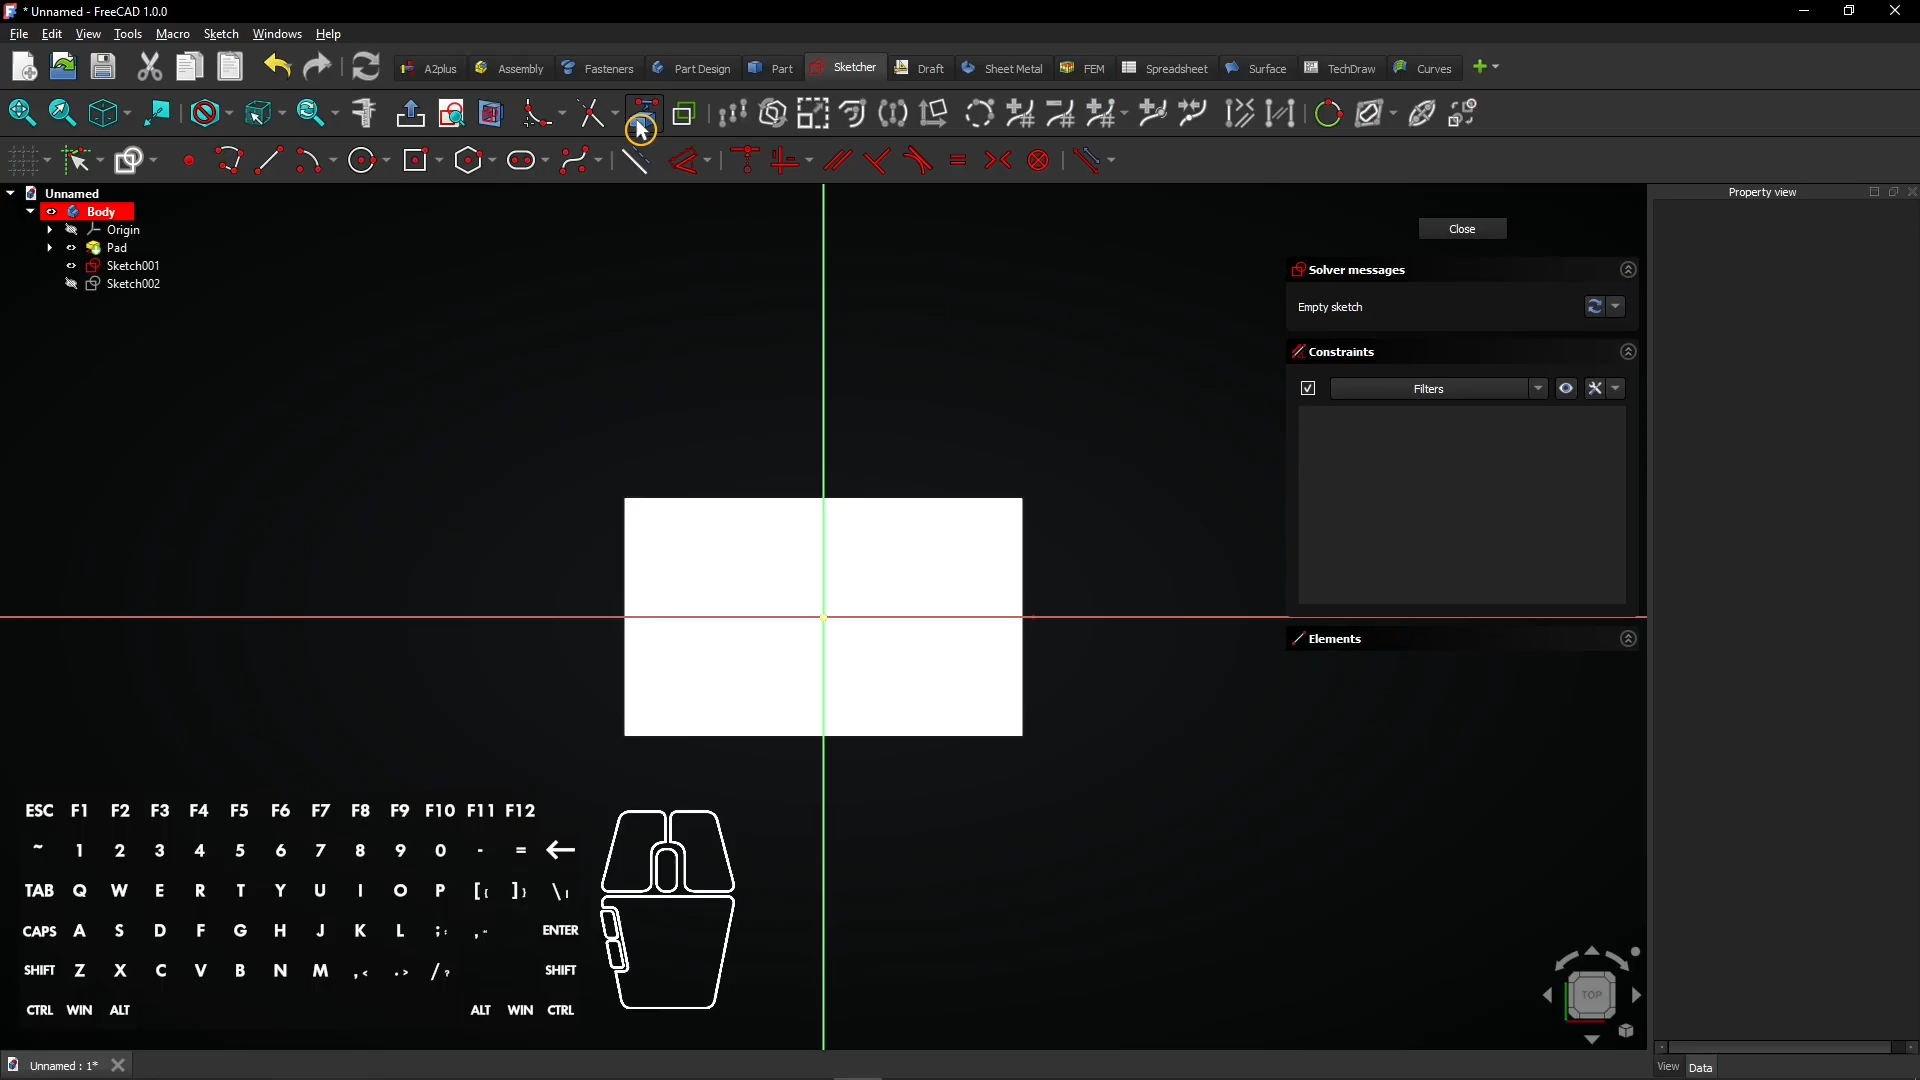 * Unnamed - FreeCAD 1.0.0
File Edit View Tools Macro Sketch Windows Help
A2plus Assembly Fasteners Part Design Part Sketcher Draft Sheet Metal FEM Spreadsheet Surface TechDraw Curves
Unnamed
Body
Origin
Pad
Sketch001
Sketch002
Property view
Close
Solver messages
Empty sketch
Constraints
Filters
Elements
ESC F1 F2 F3 F4 F5 F6 F7 F8 F9 F10 F11 F12
~ 1 2 3 4 5 6 7 8 9 0 - = ←
TAB Q W E R T Y U I O P [{ ]} \|
CAPS A S D F G H J K L ;: ,“ ENTER
SHIFT Z X C V B N M ,< .> /? SHIFT
CTRL WIN ALT ALT WIN CTRL
TOP
Unnamed : 1*
View Data